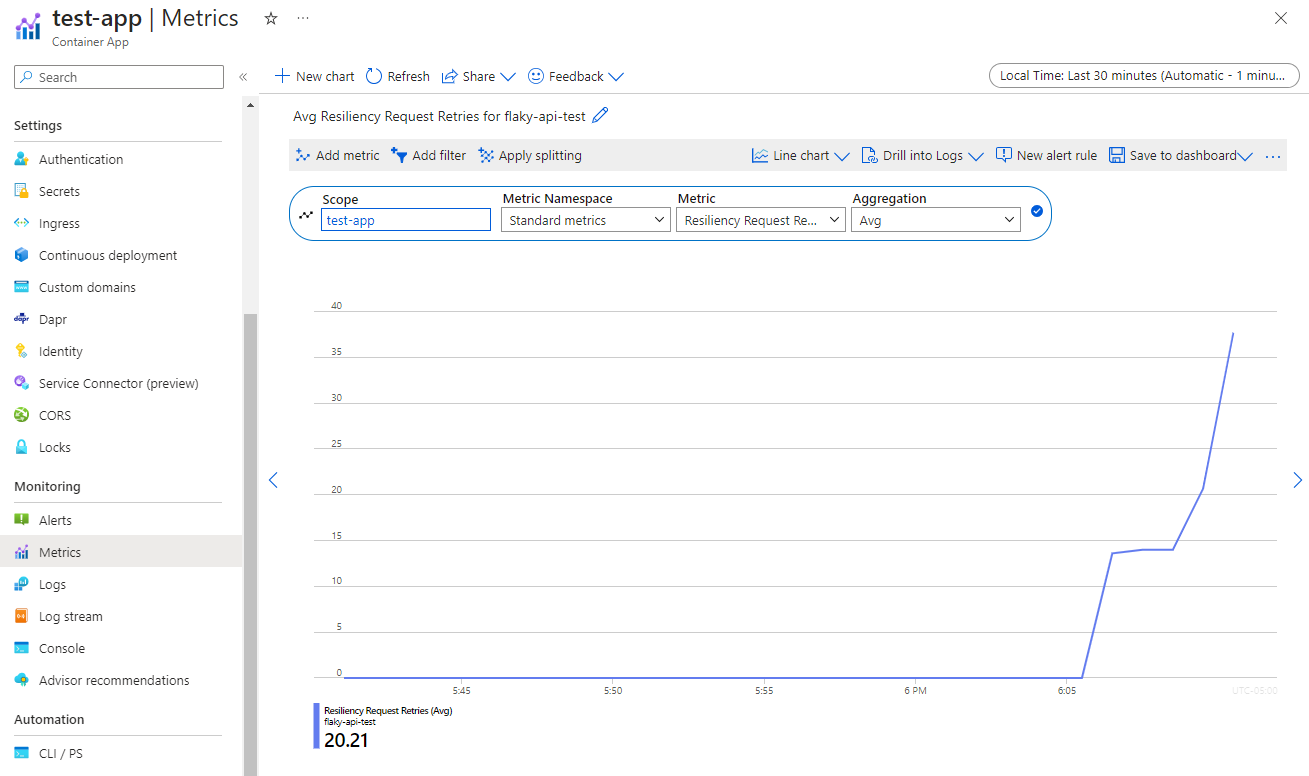 test-app | Metrics
Container App
Search
New chart
Refresh
Share
Feedback
Local Time: Last 30 minutes (Automatic - 1 minu...
Settings
Authentication
Secrets
Ingress
Continuous deployment
Custom domains
Dapr
Identity
Service Connector (preview)
CORS
Locks
Monitoring
Alerts
Metrics
Logs
Log stream
Console
Advisor recommendations
Automation
CLI / PS
Avg Resiliency Request Retries for flaky-api-test
Add metric
Add filter
Apply splitting
Line chart
Drill into Logs
New alert rule
Save to dashboard
Scope
test-app
Metric Namespace
Standard metrics
Metric
Resiliency Request Re...
Aggregation
Avg
40
35
30
25
20
15
10
5
0
5:45
5:50
5:55
6 PM
6:05
UTC-05:00
Resiliency Request Retries (Avg)
flaky-api-test
20.21